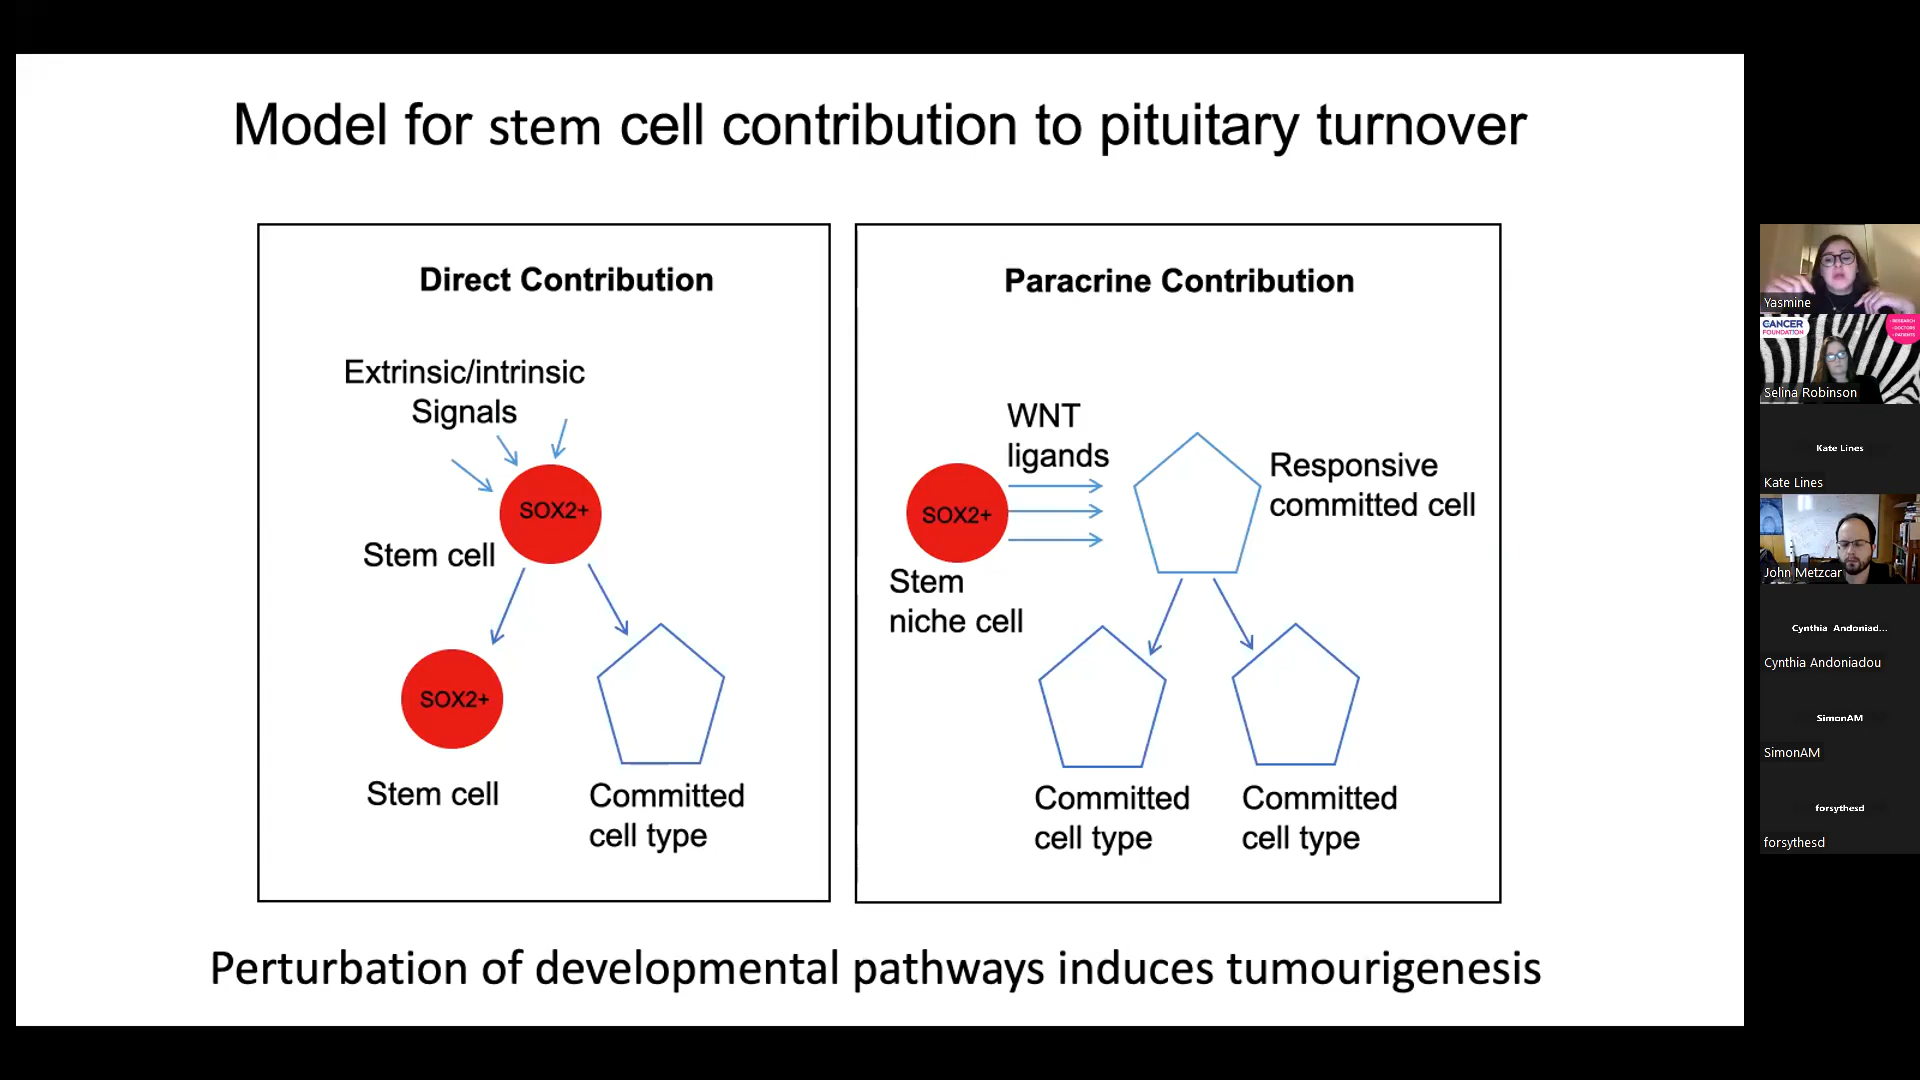 Model for stem cell contribution to pituitary turnover
Direct Contribution
Extrinsic/intrinsic
Signals
SOX2+
Stem cell
SOX2+
Stem cell
Committed
cell type
Paracrine Contribution
WNT
ligands
SOX2+
Stem
niche cell
Responsive
committed cell
Committed
cell type
Committed
cell type
Perturbation of developmental pathways induces tumourigenesis
Yasmine
CANCER
FOUNDATION
RESEARCH
DOCTORS
PATIENTS
Selina Robinson
Kate Lines
Kate Lines
John Metzcar
Cynthia Andoniad...
Cynthia Andoniadou
SimonAM
SimonAM
forsythesd
forsythesd